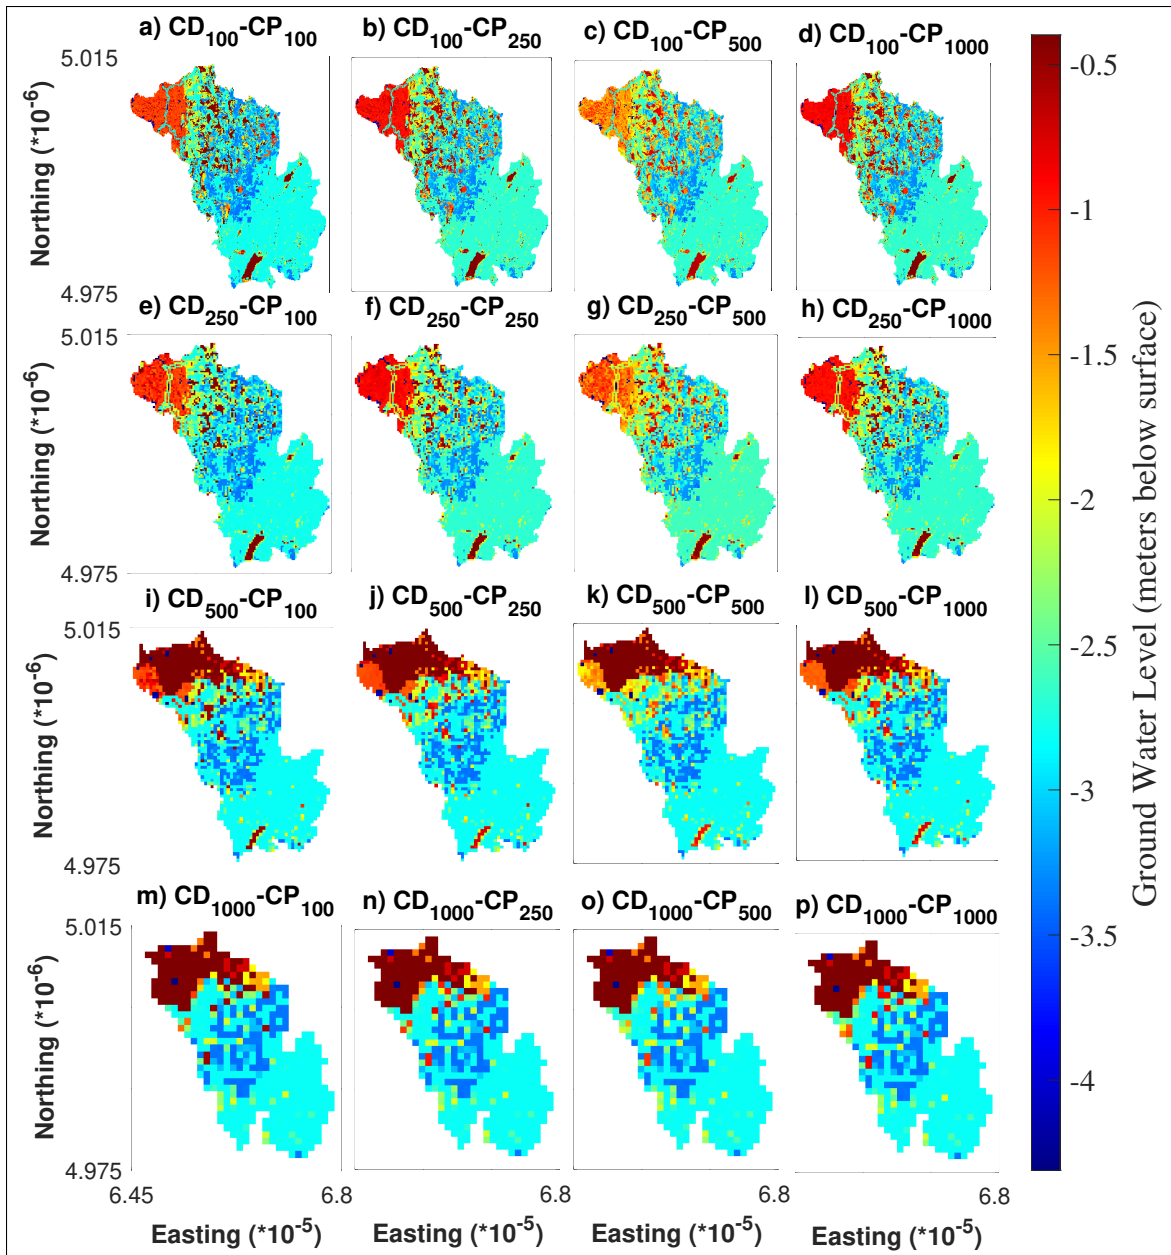 a) CD100-CP100
b) CD100-CP250
c) CD100-CP500
d) CD100-CP1000
5.015
Northing (*10-6)
4.975
e) CD250-CP100
f) CD250-CP250
g) CD250-CP500
h) CD250-CP1000
5.015
Northing (*10-6)
4.975
i) CD500-CP100
j) CD500-CP250
k) CD500-CP500
l) CD500-CP1000
5.015
Northing (*10-6)
4.975
m) CD1000-CP100
n) CD1000-CP250
o) CD1000-CP500
p) CD1000-CP1000
5.015
Northing (*10-6)
4.975
6.45
6.8
6.8
6.8
6.8
Easting (*10-5)
Easting (*10-5)
Easting (*10-5)
Easting (*10-5)
-0.5
-1
-1.5
-2
-2.5
-3
-3.5
-4
Ground Water Level (meters below surface)